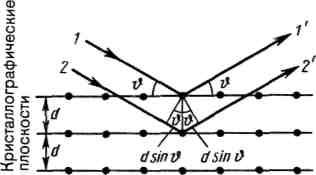 Кристаллографические
плоскости
1
1'
2
2'
ϑ
ϑ
d
ϑ ϑ
d
d sin ϑ
d sin ϑ